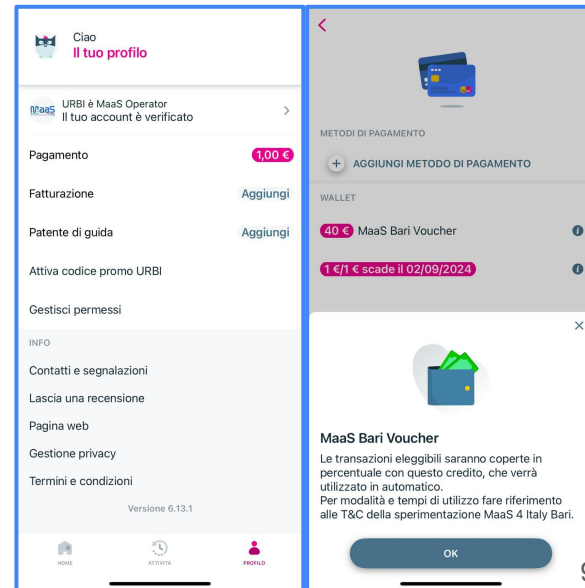 Ciao
Il tuo profilo
MaaS
URBI è MaaS Operator
Il tuo account è verificato
Pagamento
1,00 €
Fatturazione
Aggiungi
Patente di guida
Aggiungi
Attiva codice promo URBI
Gestisci permessi
INFO
Contatti e segnalazioni
Lascia una recensione
Pagina web
Gestione privacy
Termini e condizioni
Versione 6.13.1
HOME
ATTIVITÀ
PROFILO
METODI DI PAGAMENTO
+ AGGIUNGI METODO DI PAGAMENTO
WALLET
40 € MaaS Bari Voucher
1 €/1 € scade il 02/09/2024
MaaS Bari Voucher
Le transazioni eleggibili saranno coperte in
percentuale con questo credito, che verrà
utilizzato in automatico.
Per modalità e tempi di utilizzo fare riferimento
alle T&C della sperimentazione MaaS 4 Italy Bari.
OK